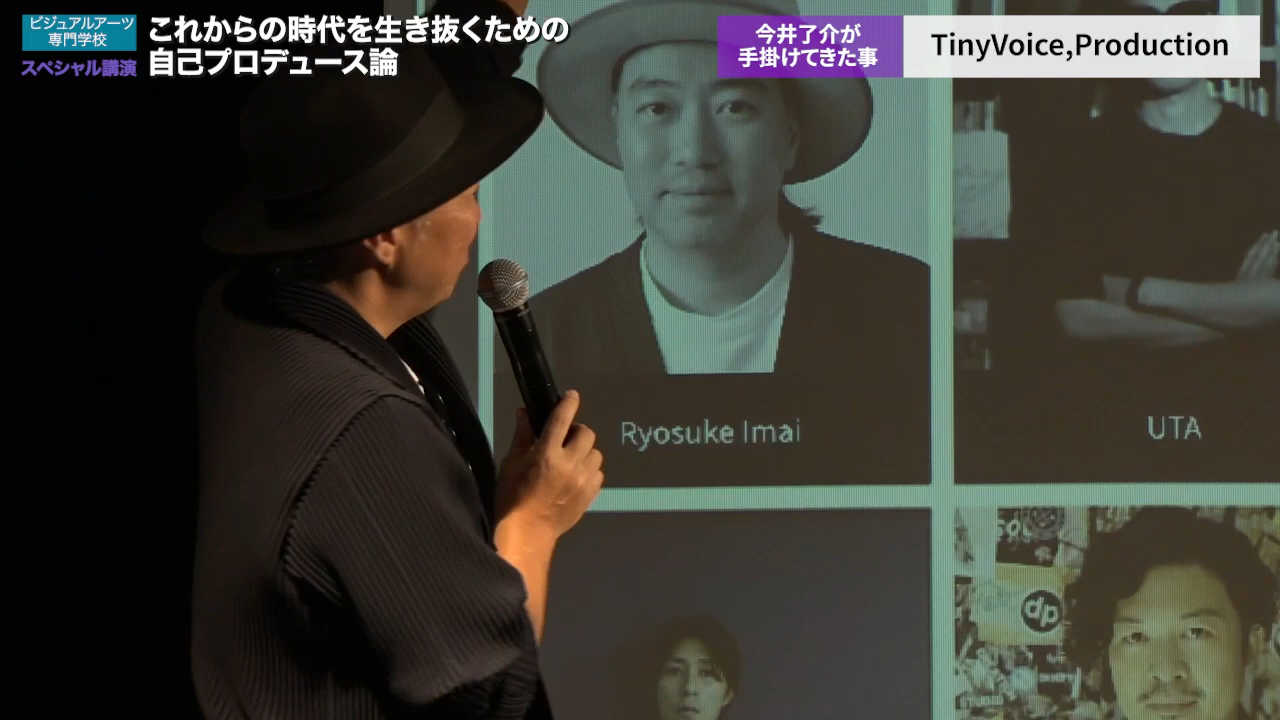 ビジュアルアーツ
専門学校
スペシャル講演
これからの時代を生き抜くための
自己プロデュース論
今井了介が
手掛けてきた事
TinyVoice,Production
Ryosuke Imai
UTA
dp